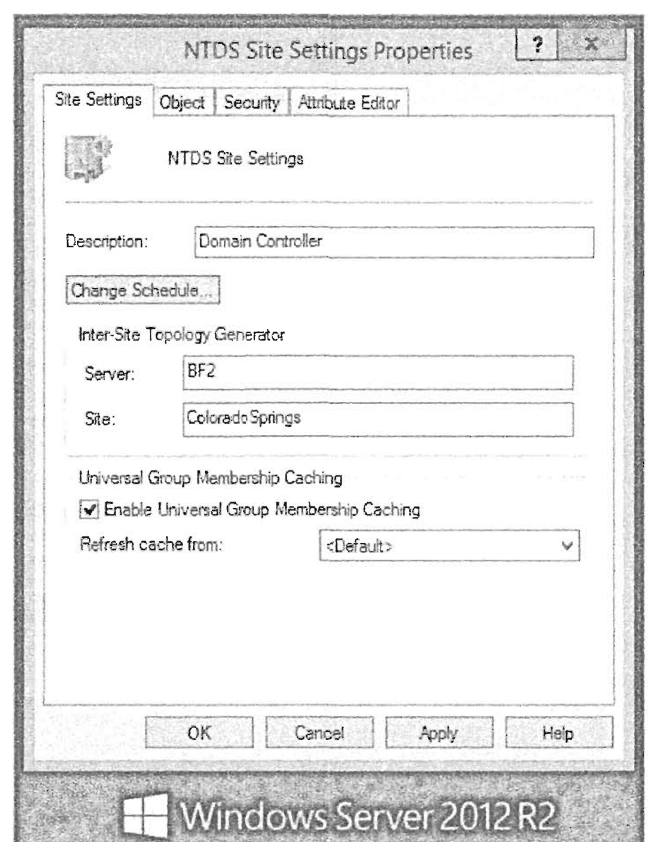 NTDS Site Settings Properties
? x
Site Settings Object Security Attribute Editor
NTDS Site Settings
Description: Domain Controller
Change Schedule...
Inter-Site Topology Generator
Server: BF2
Site: ColoradoSprings
Universal Group Membership Caching
Enable Universal Group Membership Caching
Refresh cache from: <Default>
OK Cancel Apply Help
Windows Server 2012 R2